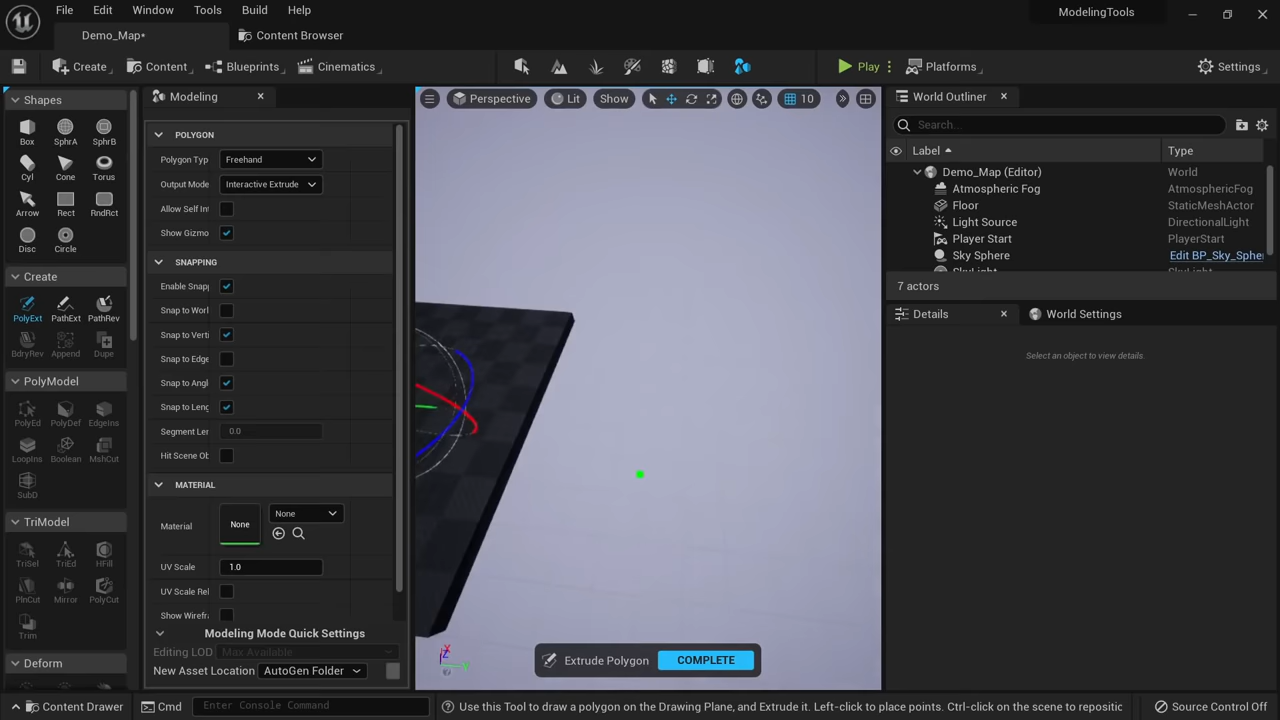 File Edit Window Tools Build Help ModelingTools
Demo_Map* Content Browser
Create Content Blueprints Cinematics Play Platforms Settings
Shapes
Box SphrA SphrB
Cyl Cone Torus
Arrow Rect RndRct
Disc Circle
Create
PolyExt PathExt PathRev
BdryRev Append Dupe
PolyModel
PolyEd PolyDef EdgeIns
LoopIns Boolean MshCut
SubD
TriModel
TriSel TriEd HFill
PlnCut Mirror PolyCut
Trim
Deform
Modeling
POLYGON
Polygon Typ Freehand
Output Mode Interactive Extrude
Allow Self Int
Show Gizmo
SNAPPING
Enable Snapp
Snap to Worl
Snap to Verti
Snap to Edge
Snap to Angl
Snap to Leng
Segment Ler 0.0
Hit Scene Ob
MATERIAL
Material None None
UV Scale 1.0
UV Scale Rel
Show Wirefra
Modeling Mode Quick Settings
Editing LOD Max Available
New Asset Location AutoGen Folder
Perspective Lit Show 10
Extrude Polygon COMPLETE
World Outliner
Search...
Label Type
Demo_Map (Editor) World
Atmospheric Fog AtmosphericFog
Floor StaticMeshActor
Light Source DirectionalLight
Player Start PlayerStart
Sky Sphere Edit BP_Sky_Sphe
SkyLight SkyLight
7 actors
Details World Settings
Select an object to view details.
Content Drawer Cmd Enter Console Command Use this Tool to draw a polygon on the Drawing Plane, and Extrude it. Left-click to place points. Ctrl-click on the scene to repositic Source Control Off